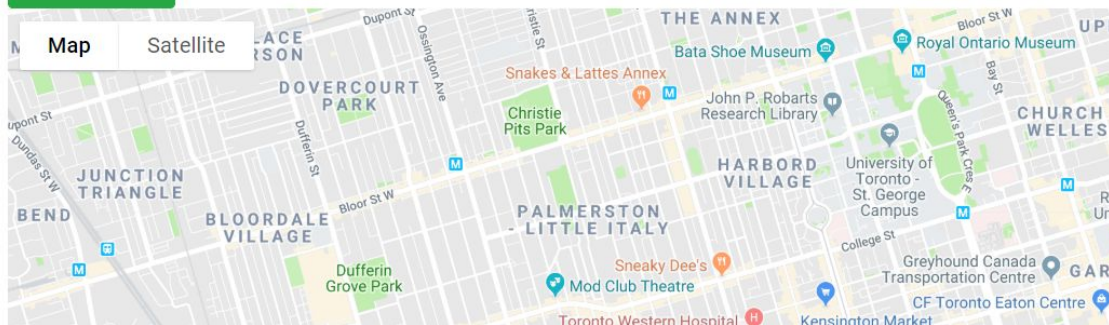 Map
Satellite
Dupont St
Ossington Ave
Christie St
THE ANNEX
Bloor St W
Bata Shoe Museum
Royal Ontario Museum
Bay St
UP
LACE
RSON
DOVERCOURT
PARK
Snakes & Lattes Annex
M
Christie
Pits Park
John P. Robarts
Research Library
M
Queen's Park Cres E
CHURCH
WELLES
upont St
Dundas St W
Dufferin St
M
JUNCTION
TRIANGLE
HARBORD
VILLAGE
University of
Toronto -
St. George
Campus
M
BEND
BLOORDALE
VILLAGE
Bloor St W
PALMERSTON
- LITTLE ITALY
M
College St
M
Dufferin
Grove Park
Sneaky Dee's
Mod Club Theatre
Greyhound Canada
Transportation Centre
GAR
CF Toronto Eaton Centre
Toronto Western Hospital
H
Kensington Market